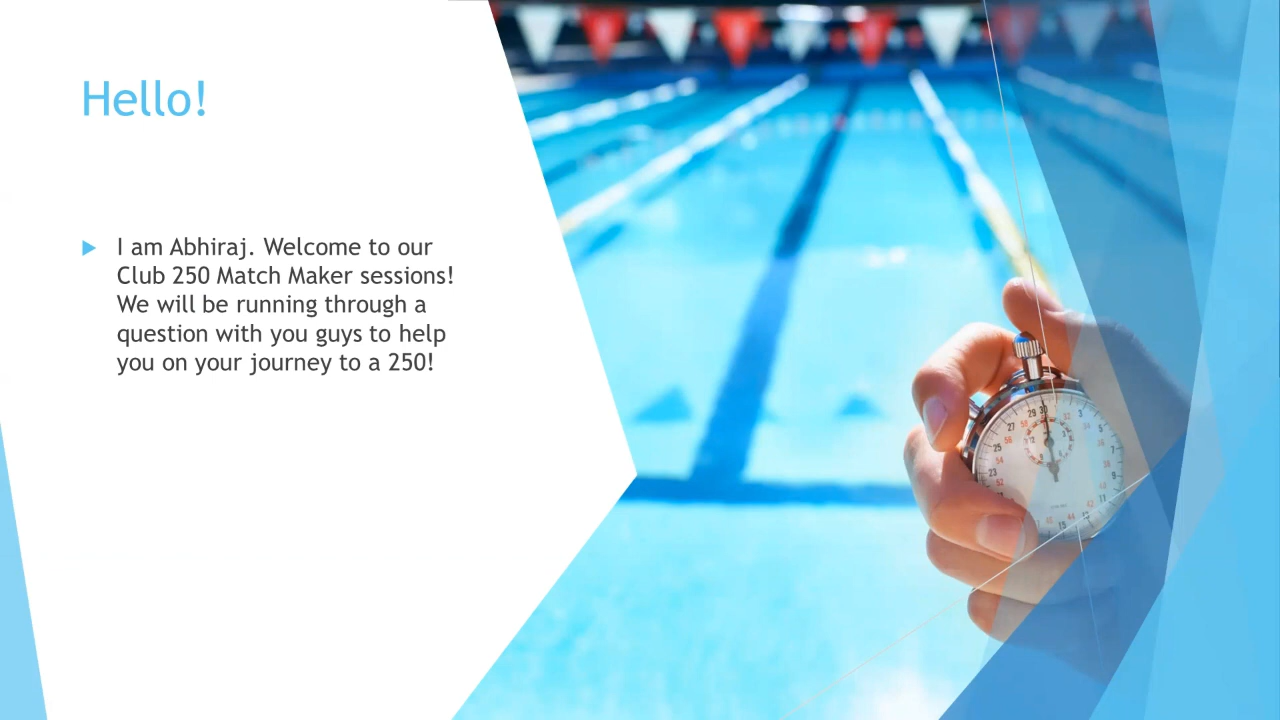 Hello!
I am Abhiraj. Welcome to our
Club 250 Match Maker sessions!
We will be running through a
question with you guys to help
you on your journey to a 250!